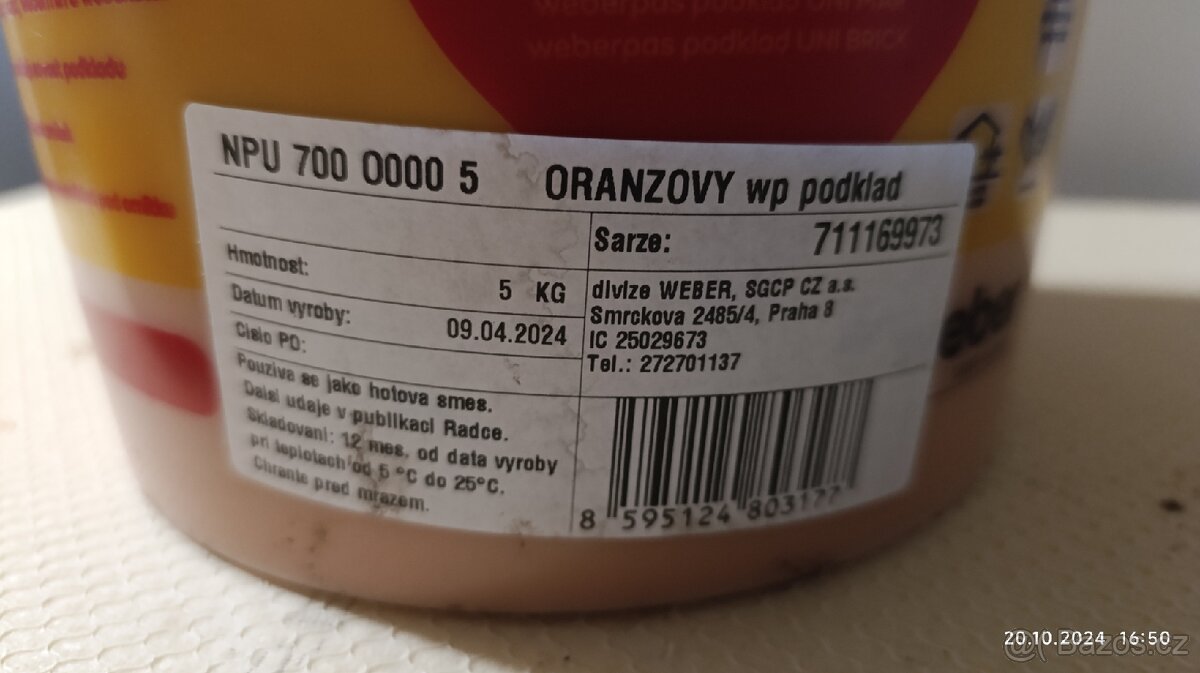 weberpas podklad UNI BRICK
NPU 700 0000 5 ORANZOVY wp podklad
Sarze: 711169973
Hmotnost: 5 KG
Datum vyroby: 09.04.2024
Cislo PO:
divize WEBER, SGCP CZ a.s.
Smrckova 2485/4, Praha 8
IC 25029673
Tel.: 272701137
Pouziva se jako hotova smes.
Dalsi udaje v publikaci Radce.
Skladovani: 12 mes. od data vyroby
pri teplotach od 5 °C do 25°C.
Chrante pred mrazem.
8 595124 803177
20.10.2024 16:50
Bazos.cz